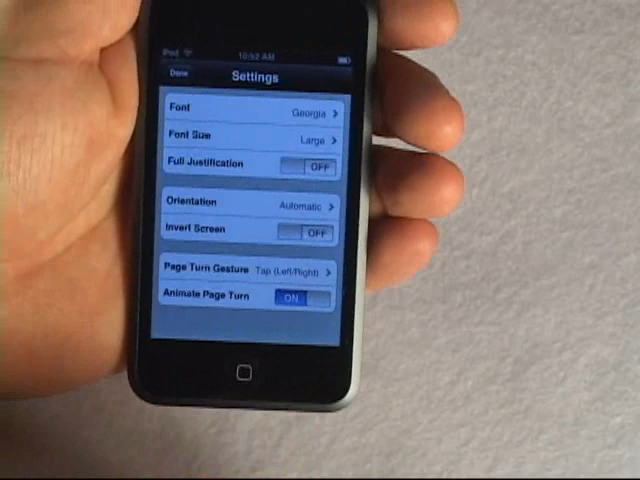 iPod 10:52 AM
Done Settings
Font Georgia
Font Size Large
Full Justification OFF
Orientation Automatic
Invert Screen OFF
Page Turn Gesture Tap (Left/Right)
Animate Page Turn ON